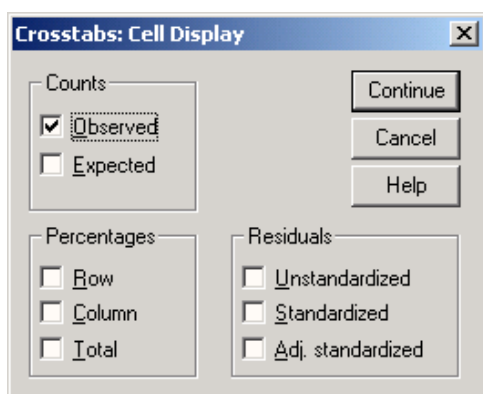 Crosstabs: Cell Display
Counts
Observed
Expected
Continue
Cancel
Help
Percentages
Row
Column
Total
Residuals
Unstandardized
Standardized
Adj. standardized